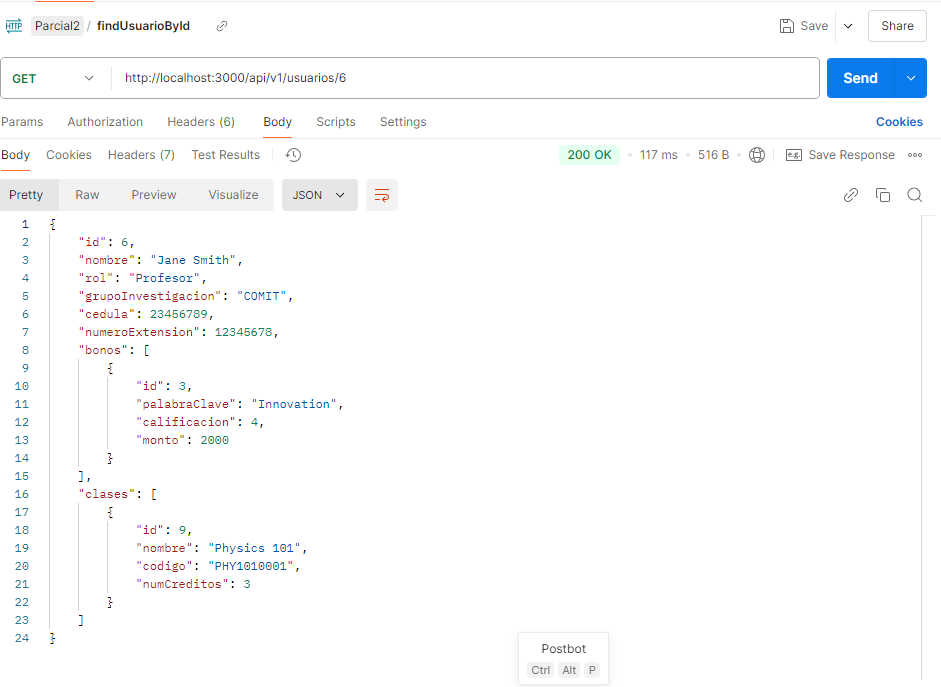 HTTP Parcial2 / findUsuarioById Save Share
GET http://localhost:3000/api/v1/usuarios/6 Send
Params Authorization Headers (6) Body Scripts Settings Cookies
Body Cookies Headers (7) Test Results 200 OK • 117 ms • 516 B • e.g. Save Response
Pretty Raw Preview Visualize JSON
1 {
2 "id": 6,
3 "nombre": "Jane Smith",
4 "rol": "Profesor",
5 "grupoInvestigacion": "COMIT",
6 "cedula": 23456789,
7 "numeroExtension": 12345678,
8 "bonos": [
9 {
10 "id": 3,
11 "palabraClave": "Innovation",
12 "calificacion": 4,
13 "monto": 2000
14 }
15 ],
16 "clases": [
17 {
18 "id": 9,
19 "nombre": "Physics 101",
20 "codigo": "PHY1010001",
21 "numCreditos": 3
22 }
23 ]
24 }
Postbot
Ctrl Alt P